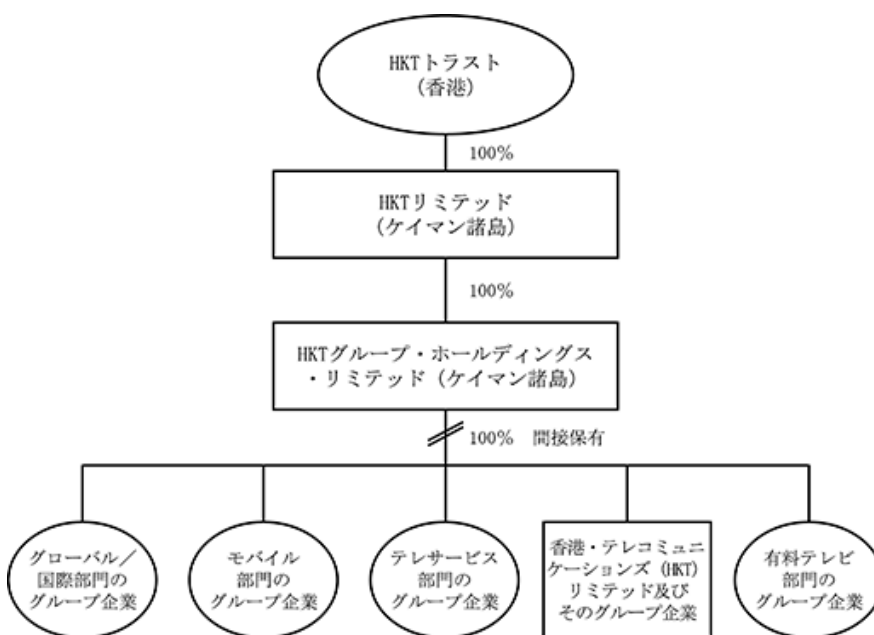 HKTトラスト
(香港)
100%
HKTリミテッド
(ケイマン諸島)
100%
HKTグループ・ホールディングス
・リミテッド(ケイマン諸島)
100% 間接保有
グローバル/
国際部門の
グループ企業
モバイル
部門の
グループ企業
テレサービス
部門の
グループ企業
香港・テレコミュニ
ケーションズ(HKT)
リミテッド及び
そのグループ企業
有料テレビ
部門の
グループ企業